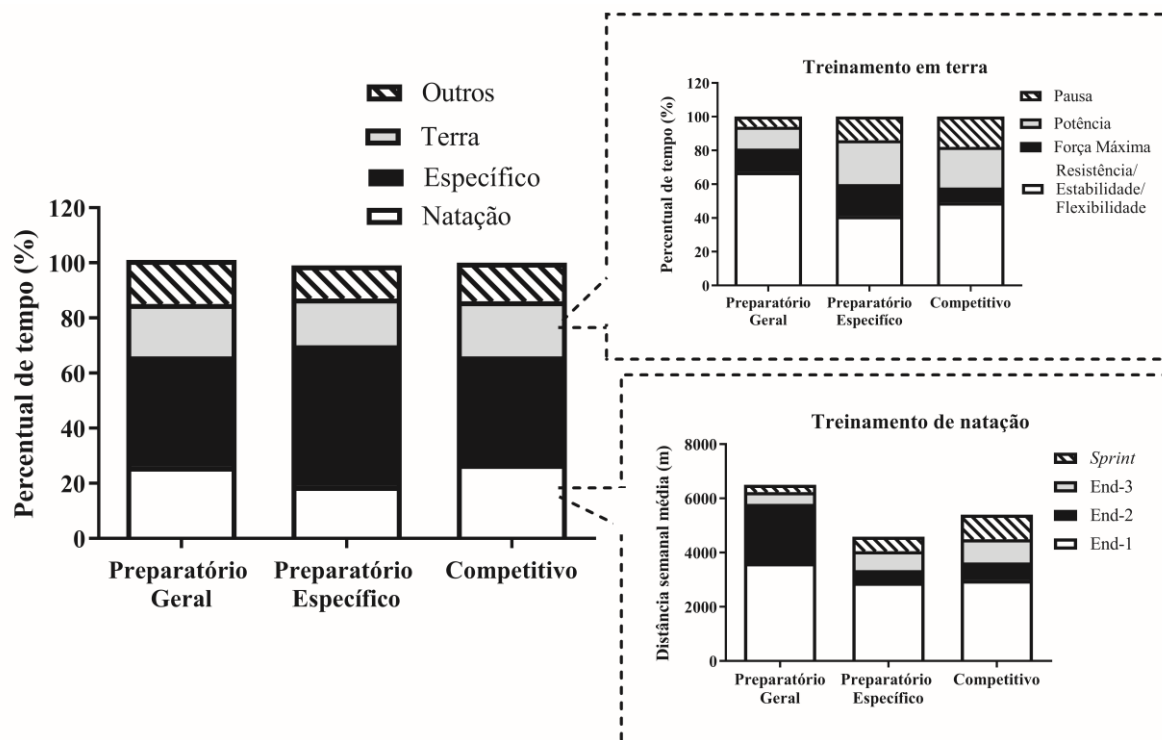 Outros
Terra
Específico
Natação
Percentual de tempo (%)
120
100
80
60
40
20
0
Preparatório
Geral
Preparatório
Específico
Competitivo
Treinamento em terra
Percentual de tempo (%)
120
100
80
60
40
20
0
Preparatório
Geral
Preparatório
Especifíco
Competitivo
Pausa
Potência
Força Máxima
Resistência/
Estabilidade/
Flexibilidade
Treinamento de natação
Distância semanal média (m)
8000
6000
4000
2000
0
Preparatório
Geral
Preparatório
Específico
Competitivo
Sprint
End-3
End-2
End-1